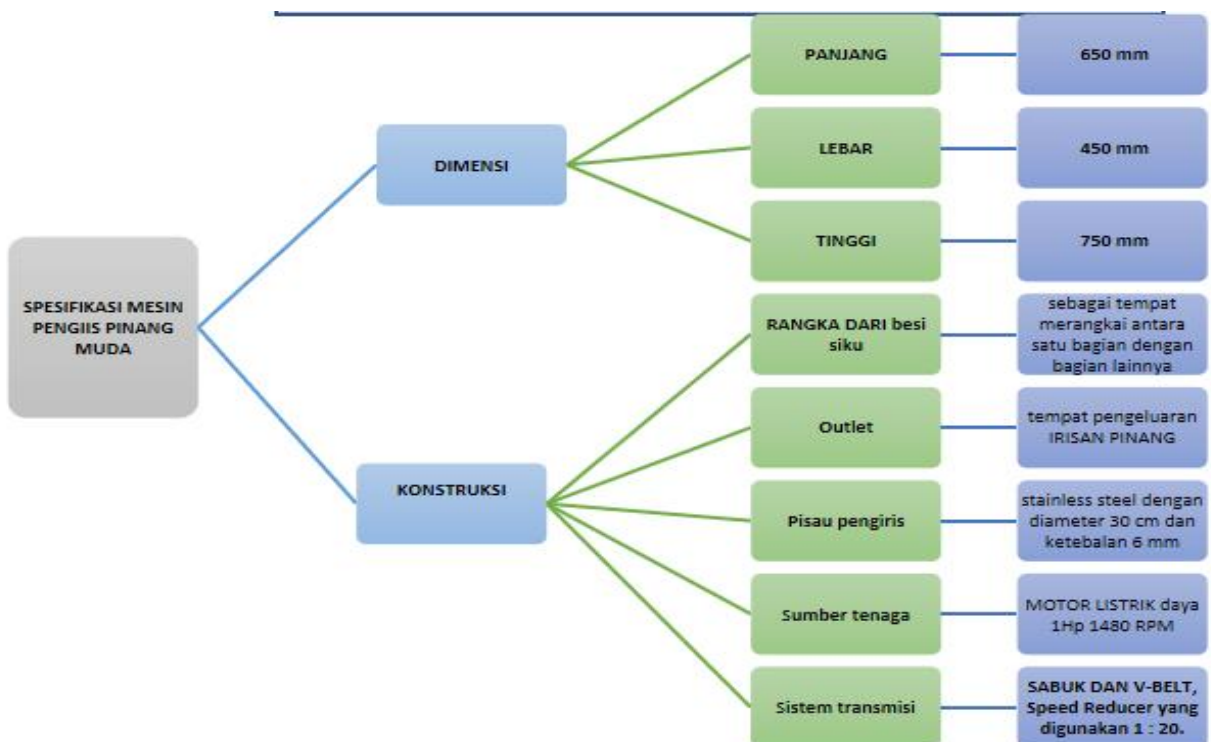 SPESIFIKASI MESIN
PENGIIS PINANG
MUDA
DIMENSI
PANJANG
650 mm
LEBAR
450 mm
TINGGI
750 mm
KONSTRUKSI
RANGKA DARI besi
siku
sebagai tempat
merangkai antara
satu bagian dengan
bagian lainnya
Outlet
tempat pengeluaran
IRISAN PINANG
Pisau pengiris
stainless steel dengan
diameter 30 cm dan
ketebalan 6 mm
Sumber tenaga
MOTOR LISTRIK daya
1Hp 1480 RPM
Sistem transmisi
SABUK DAN V-BELT,
Speed Reducer yang
digunakan 1 : 20.